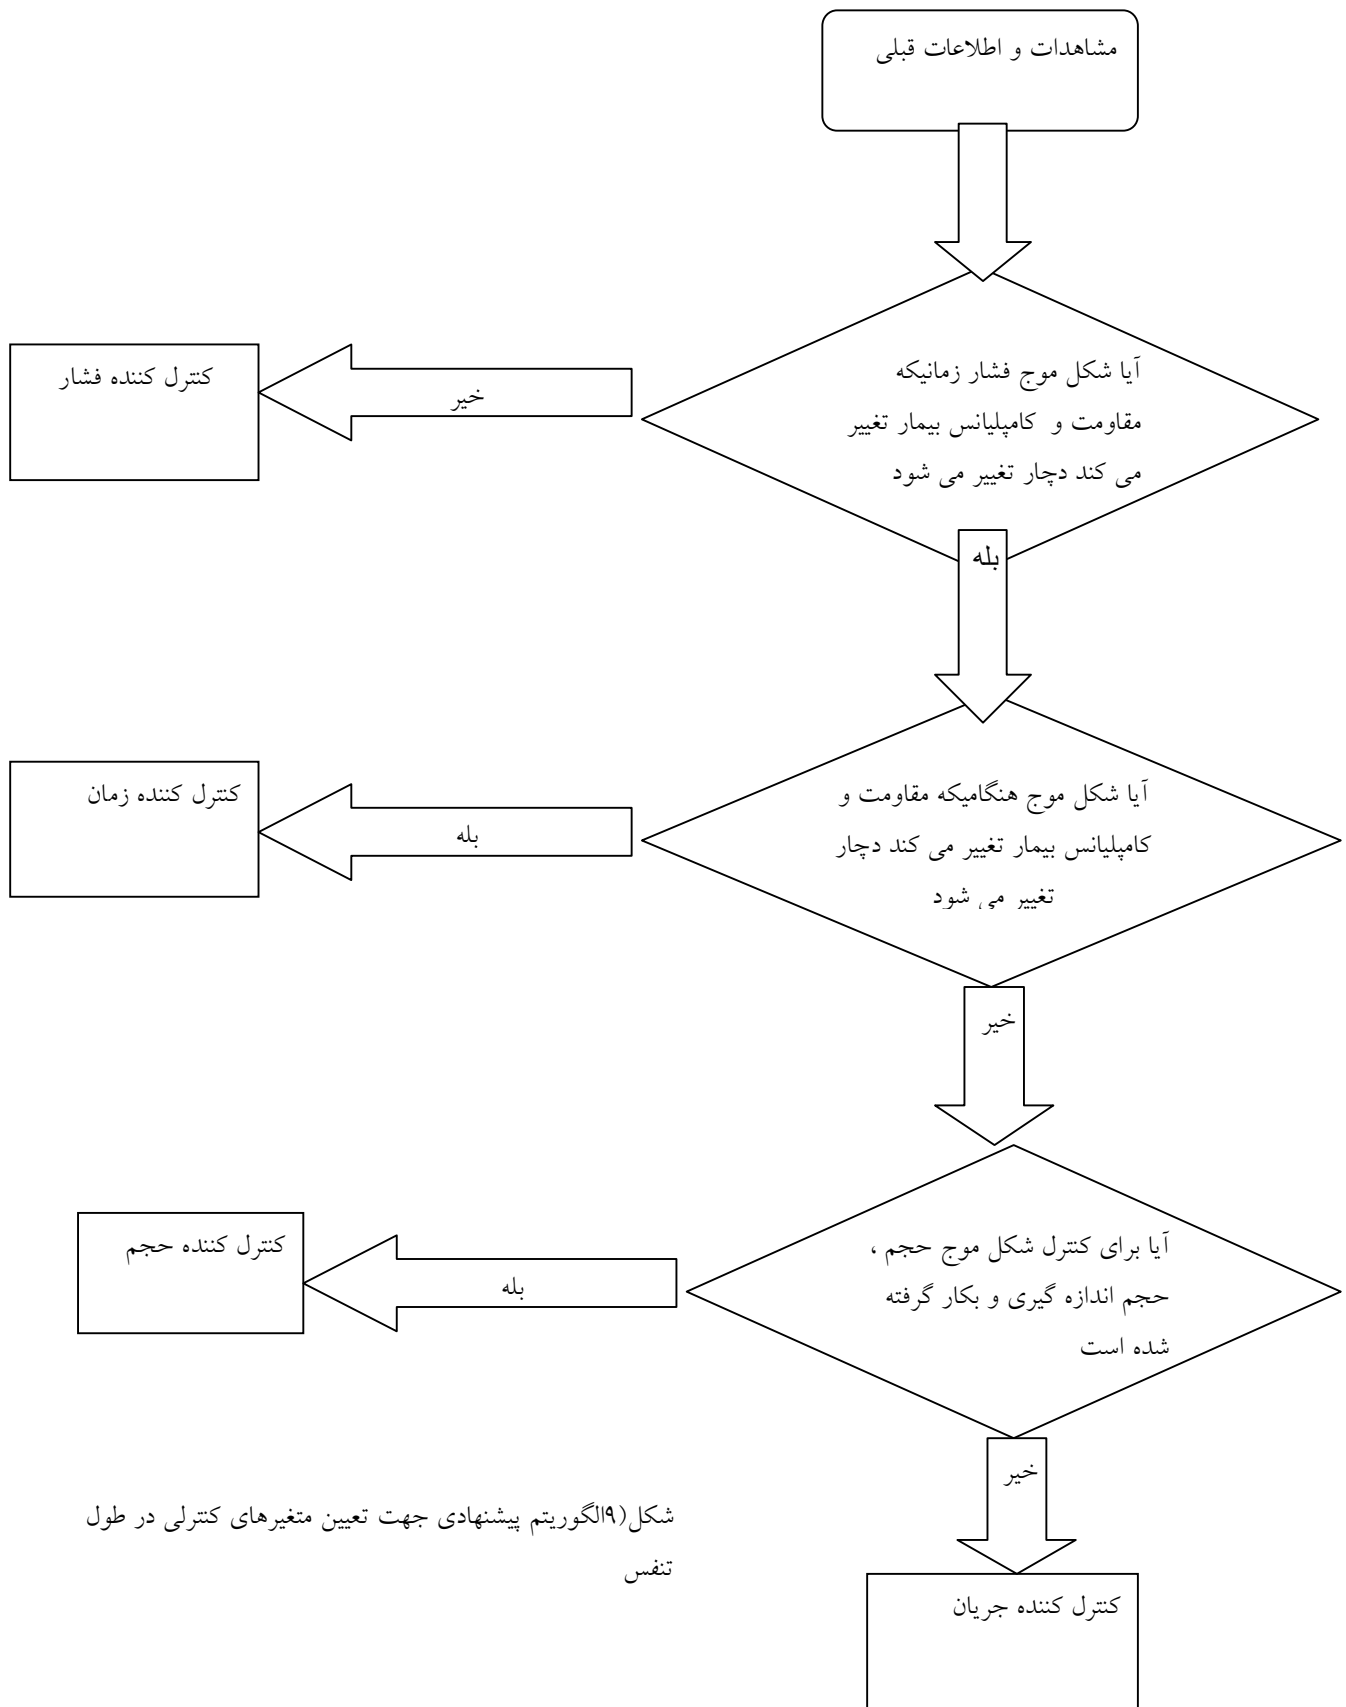 مشاهدات و اطلاعات قبلی
آیا شکل موج فشار زمانیکه
مقاومت و کامپلیانس بیمار تغییر
می کند دچار تغییر می شود
خیر
کنترل کننده فشار
بله
آیا شکل موج هنگامیکه مقاومت و
کامپلیانس بیمار تغییر می کند دچار
تغییر می شود
بله
کنترل کننده زمان
خیر
آیا برای کنترل شکل موج حجم ،
حجم اندازه گیری و بکار گرفته
شده است
بله
کنترل کننده حجم
خیر
کنترل کننده جریان
شکل(۹الگوریتم پیشنهادی جهت تعیین متغیرهای کنترلی در طول
تنفس